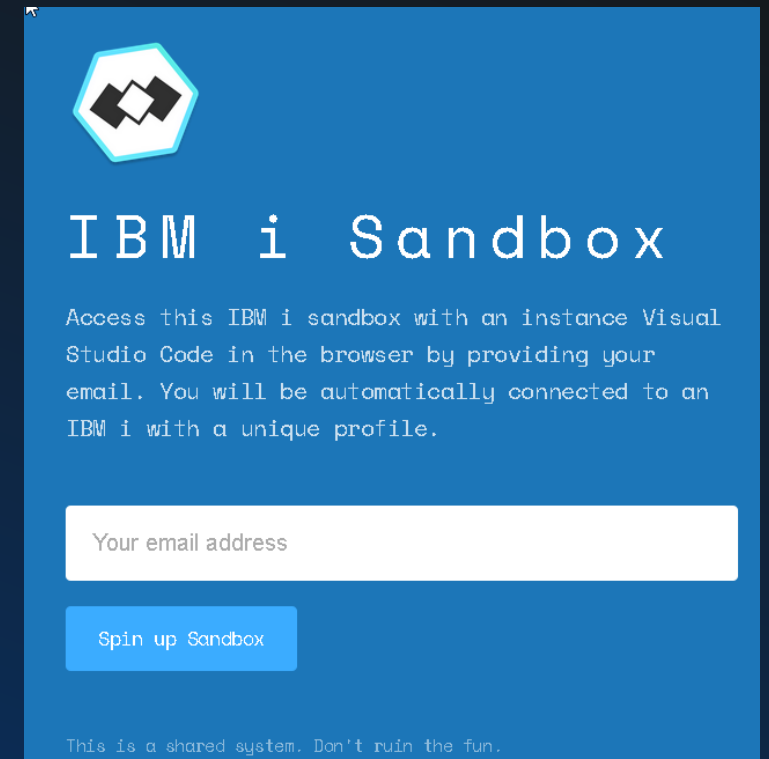 IBM i Sandbox
Access this IBM i sandbox with an instance Visual
Studio Code in the browser by providing your
email. You will be automatically connected to an
IBM i with a unique profile.
Your email address
Spin up Sandbox
This is a shared system. Don't ruin the fun.